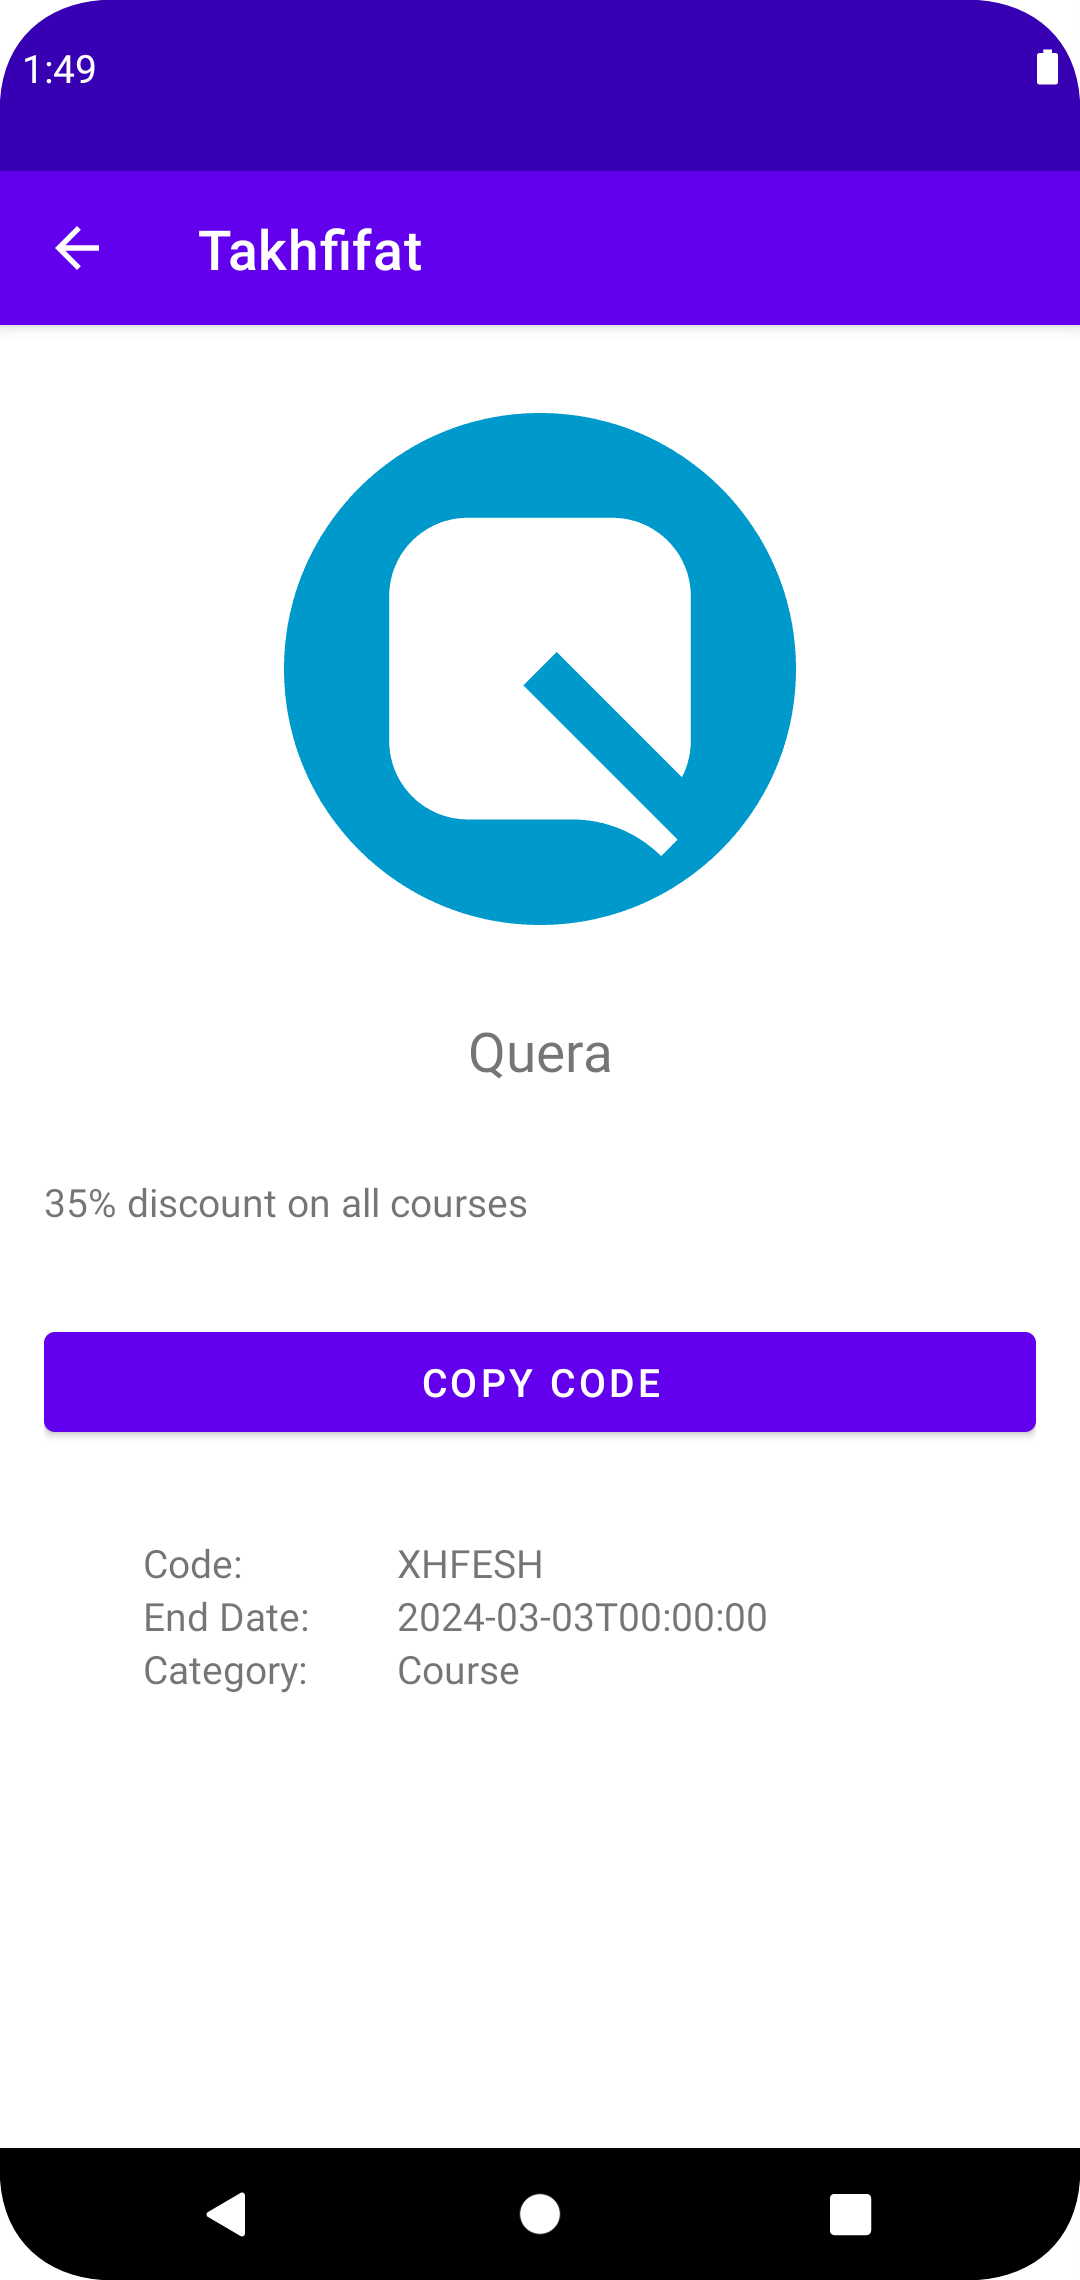 1:49
Takhfifat
Quera
35% discount on all courses
COPY CODE
Code: XHFESH
End Date: 2024-03-03T00:00:00
Category: Course